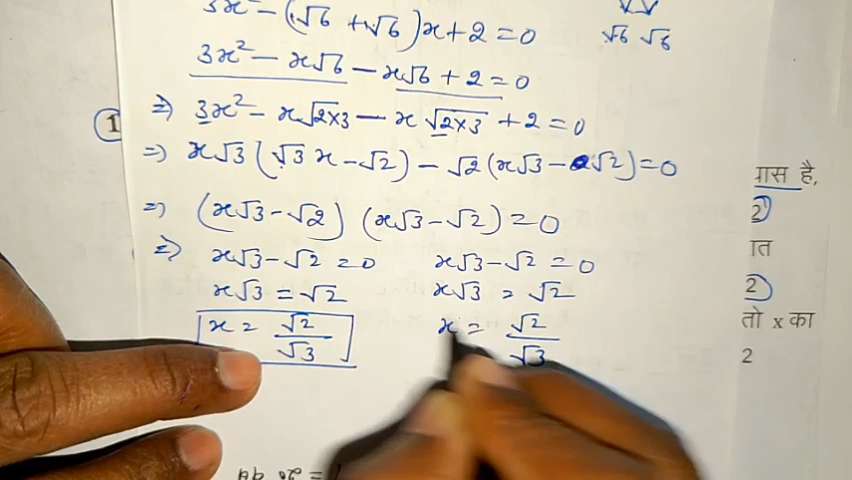 3x² - (√6 + √6)x + 2 = 0
√6 √6
3x² - x√6 - x√6 + 2 = 0
① ⇒ 3x² - x√2×3 - x√2×3 + 2 = 0
⇒ x√3 (√3 x - √2) - √2 (x√3 - √2) = 0
⇒ (x√3 - √2) (x√3 - √2) = 0
⇒ x√3 - √2 = 0 x√3 - √2 = 0
x√3 = √2 x√3 = √2
x = √2/√3 x = √2/√3
प्रास है,
2
ात
2
तो x का
2